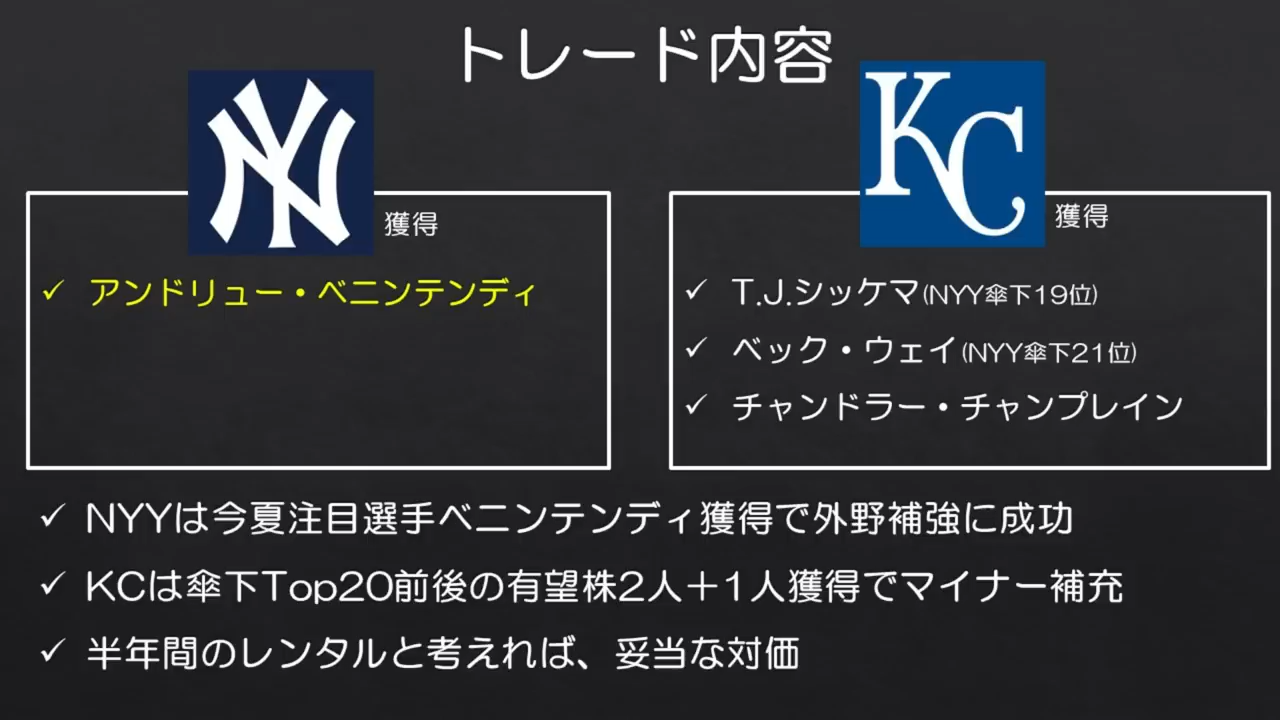 トレード内容
NY
獲得
✓ アンドリュー・ベニンテンディ
KC
獲得
✓ T.J.シッケマ(NYY傘下19位)
✓ ベック・ウェイ(NYY傘下21位)
✓ チャンドラー・チャンプレイン
✓ NYYは今夏注目選手ベニンテンディ獲得で外野補強に成功
✓ KCは傘下Top20前後の有望株2人＋1人獲得でマイナー補充
✓ 半年間のレンタルと考えれば、妥当な対価